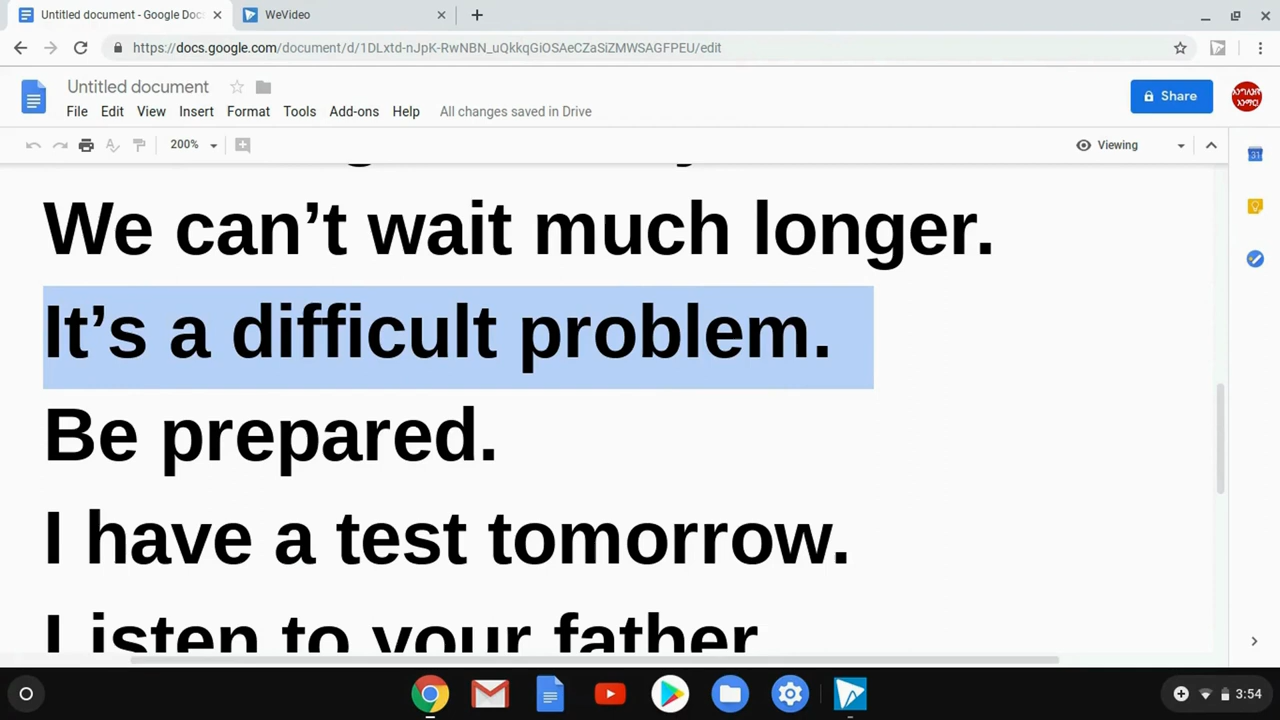 Untitled document - Google Docs
WeVideo
https://docs.google.com/document/d/1DLxtd-nJpK-RwNBN_uQkkqGiOSAeCZaSiZMWSAGFPEU/edit
Untitled document
File Edit View Insert Format Tools Add-ons Help All changes saved in Drive
Share
200%
Viewing
31
We can’t wait much longer.
It’s a difficult problem.
Be prepared.
I have a test tomorrow.
Listen to your father
3:54